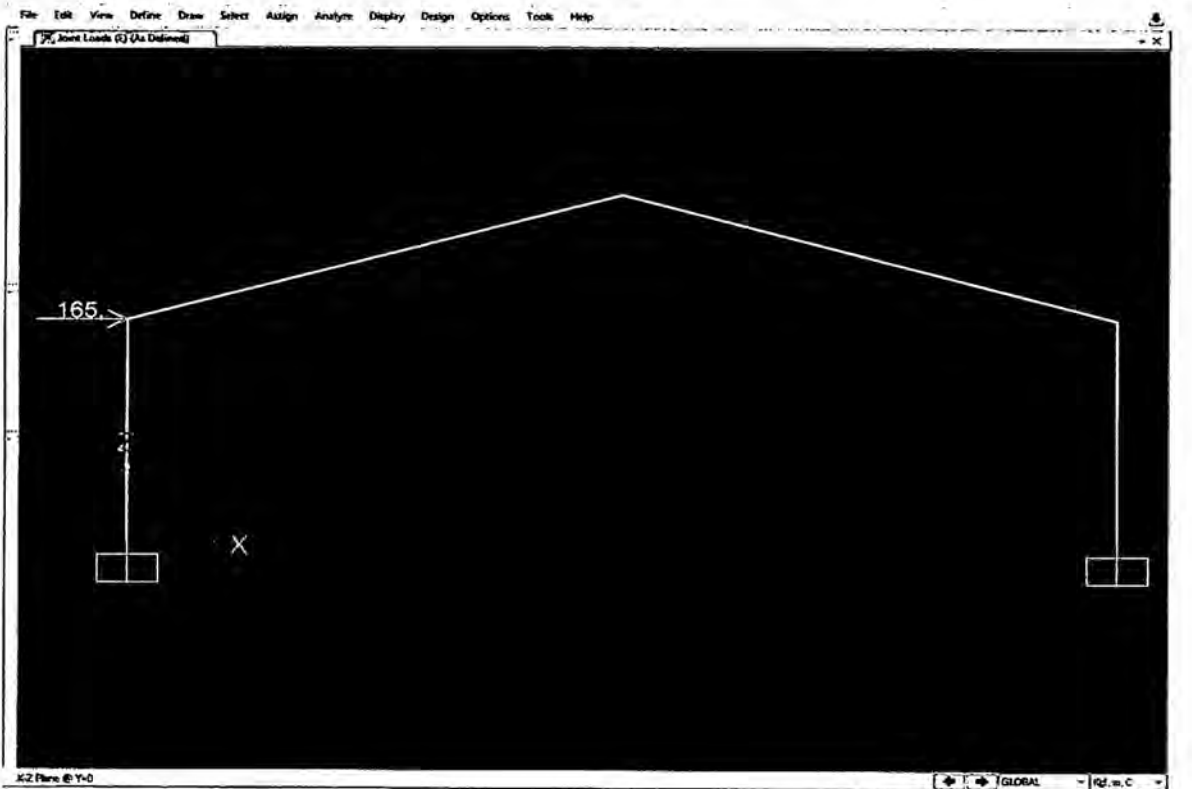 File Edit View Define Draw Select Assign Analyze Display Design Options Tools Help
Joint Loads (E) (As Defined)
165.
Z
X
X-Z Plane @ Y=0
GLOBAL